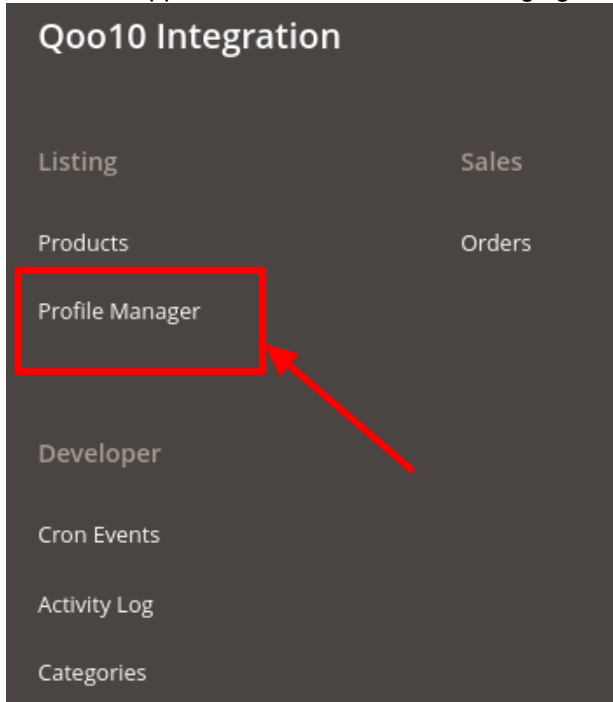 Qoo10 Integration
Listing
Sales
Products
Orders
Profile Manager
Developer
Cron Events
Activity Log
Categories